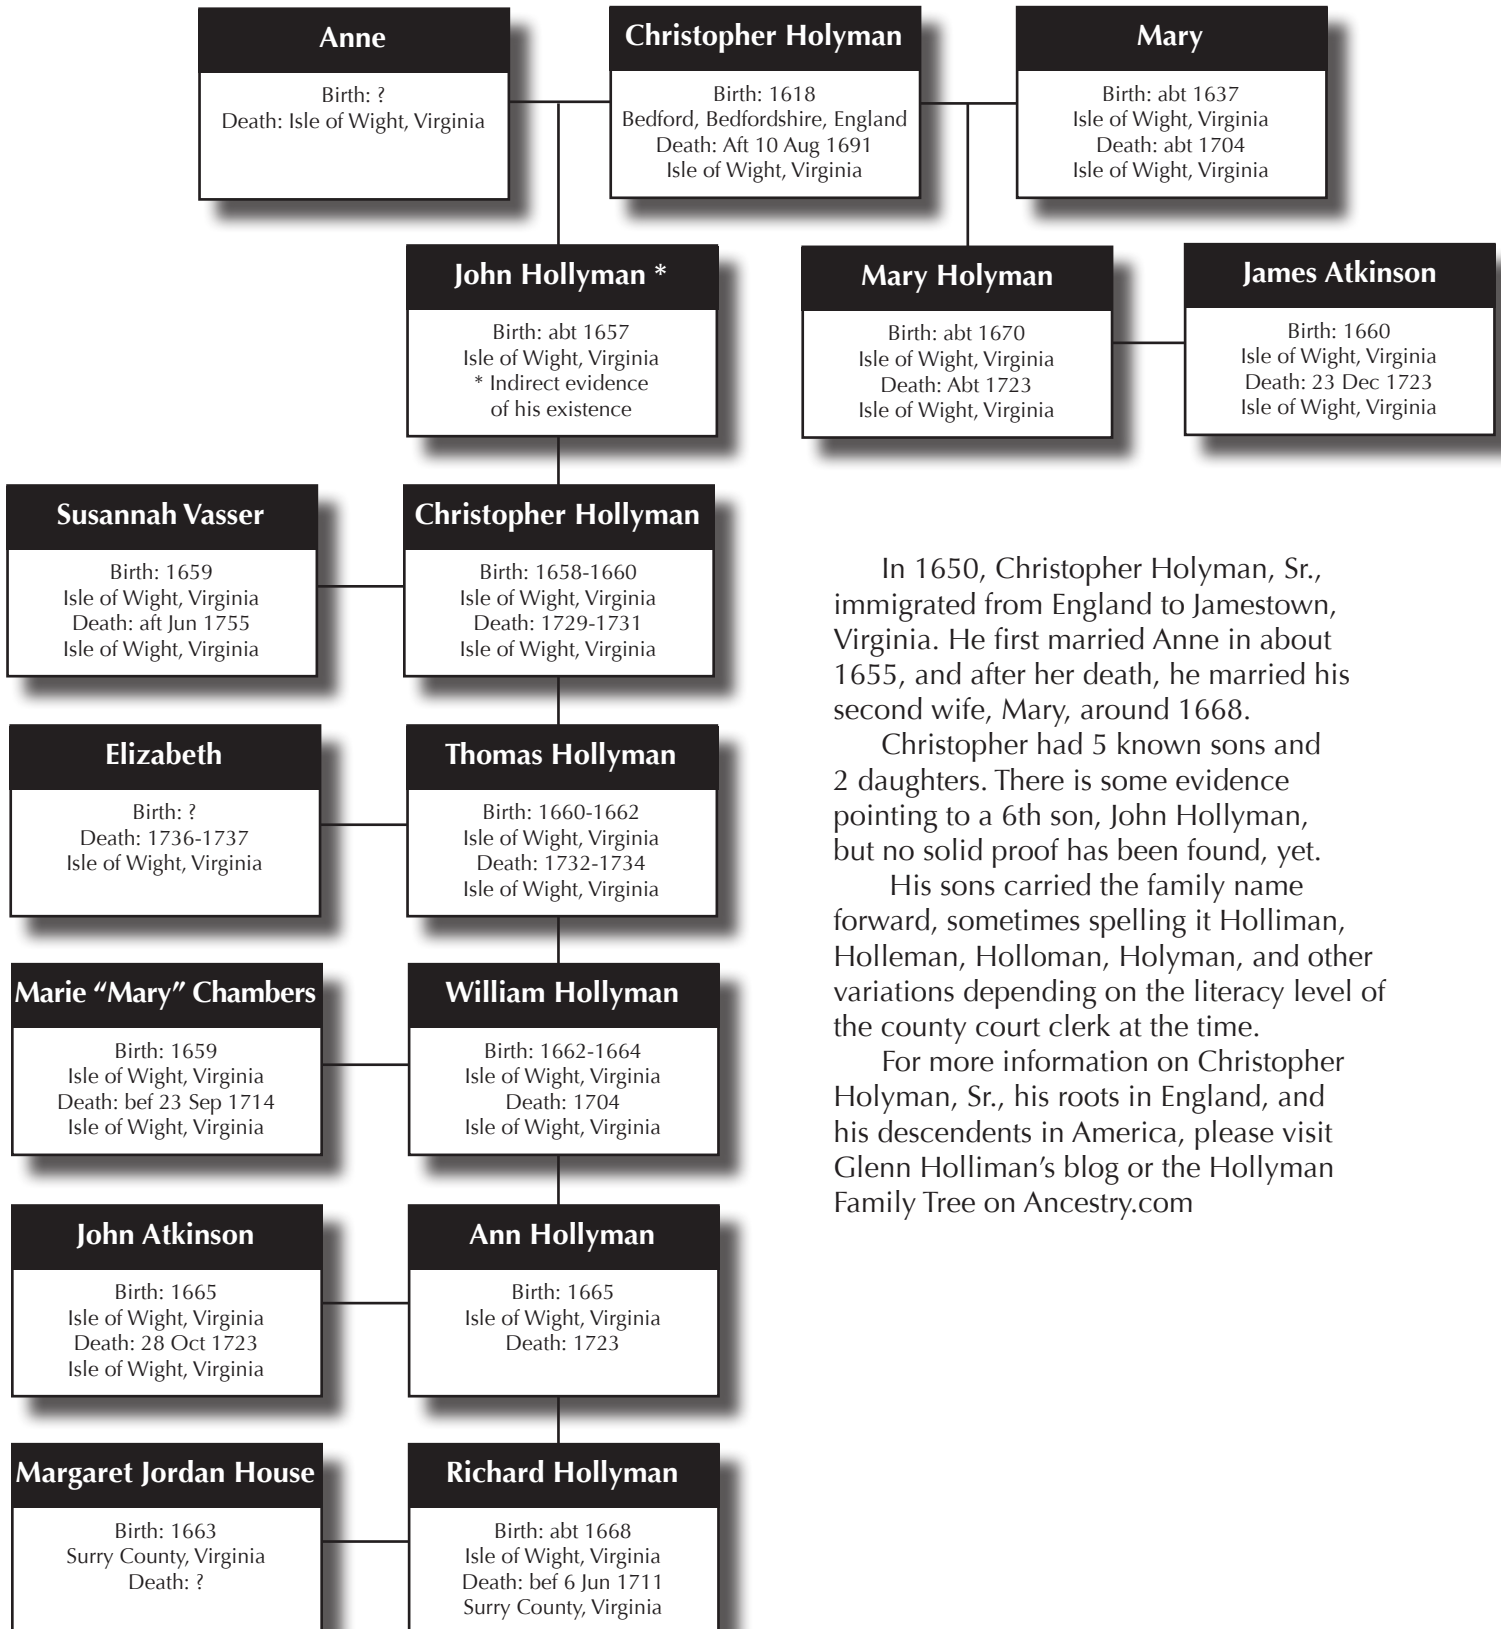 Anne
Birth: ?
Death: Isle of Wight, Virginia
Christopher Holyman
Birth: 1618
Bedford, Bedfordshire, England
Death: Aft 10 Aug 1691
Isle of Wight, Virginia
Mary
Birth: abt 1637
Isle of Wight, Virginia
Death: abt 1704
Isle of Wight, Virginia
John Hollyman *
Birth: abt 1657
Isle of Wight, Virginia
* Indirect evidence
of his existence
Mary Holyman
Birth: abt 1670
Isle of Wight, Virginia
Death: Abt 1723
Isle of Wight, Virginia
James Atkinson
Birth: 1660
Isle of Wight, Virginia
Death: 23 Dec 1723
Isle of Wight, Virginia
Susannah Vasser
Birth: 1659
Isle of Wight, Virginia
Death: aft Jun 1755
Isle of Wight, Virginia
Christopher Hollyman
Birth: 1658-1660
Isle of Wight, Virginia
Death: 1729-1731
Isle of Wight, Virginia
Elizabeth
Birth: ?
Death: 1736-1737
Isle of Wight, Virginia
Thomas Hollyman
Birth: 1660-1662
Isle of Wight, Virginia
Death: 1732-1734
Isle of Wight, Virginia
Marie “Mary” Chambers
Birth: 1659
Isle of Wight, Virginia
Death: bef 23 Sep 1714
Isle of Wight, Virginia
William Hollyman
Birth: 1662-1664
Isle of Wight, Virginia
Death: 1704
Isle of Wight, Virginia
John Atkinson
Birth: 1665
Isle of Wight, Virginia
Death: 28 Oct 1723
Isle of Wight, Virginia
Ann Hollyman
Birth: 1665
Isle of Wight, Virginia
Death: 1723
Margaret Jordan House
Birth: 1663
Surry County, Virginia
Death: ?
Richard Hollyman
Birth: abt 1668
Isle of Wight, Virginia
Death: bef 6 Jun 1711
Surry County, Virginia
In 1650, Christopher Holyman, Sr.,
immigrated from England to Jamestown,
Virginia. He first married Anne in about
1655, and after her death, he married his
second wife, Mary, around 1668.
Christopher had 5 known sons and
2 daughters. There is some evidence
pointing to a 6th son, John Hollyman,
but no solid proof has been found, yet.
His sons carried the family name
forward, sometimes spelling it Holliman,
Holleman, Holloman, Holyman, and other
variations depending on the literacy level of
the county court clerk at the time.
For more information on Christopher
Holyman, Sr., his roots in England, and
his descendents in America, please visit
Glenn Holliman’s blog or the Hollyman
Family Tree on Ancestry.com